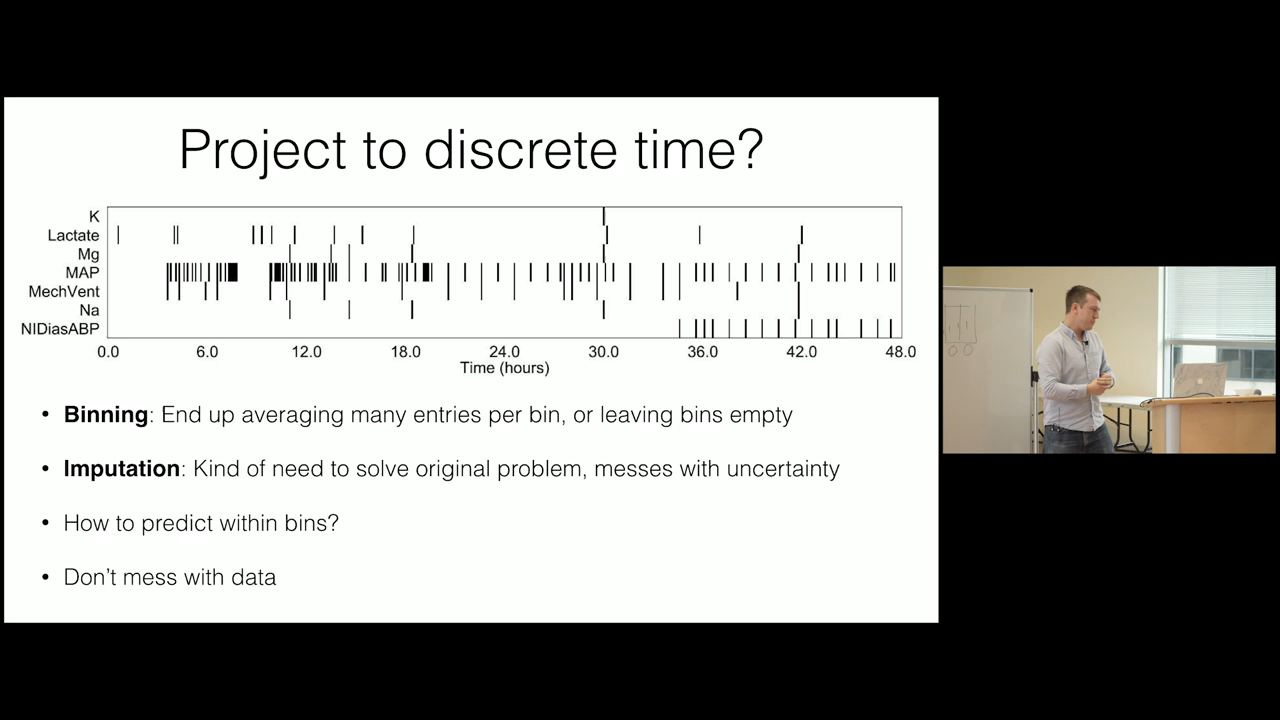 Project to discrete time?
K
Lactate
Mg
MAP
MechVent
Na
NIDiasABP
0.0 6.0 12.0 18.0 24.0 30.0 36.0 42.0 48.0
Time (hours)
• Binning: End up averaging many entries per bin, or leaving bins empty
• Imputation: Kind of need to solve original problem, messes with uncertainty
• How to predict within bins?
• Don't mess with data